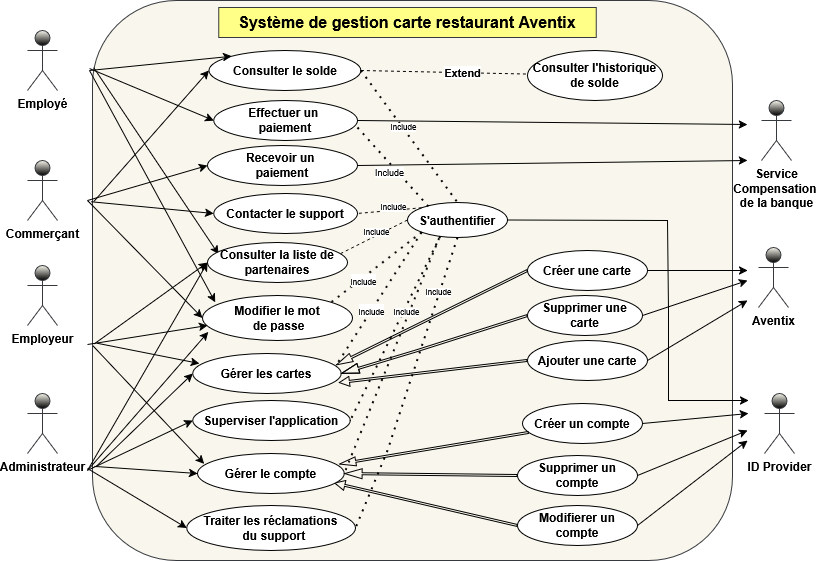 Système de gestion carte restaurant Aventix
Employé
Commerçant
Employeur
Administrateur
Consulter le solde
Extend
Consulter l'historique
de solde
Effectuer un
paiement
Include
Recevoir un
paiement
Include
Contacter le support
Include
S'authentifier
Consulter la liste de
partenaires
Include
Modifier le mot
de passe
Include
Include
Include
Include
Gérer les cartes
Superviser l'application
Gérer le compte
Traiter les réclamations
du support
Créer une carte
Supprimer une
carte
Ajouter une carte
Créer un compte
Supprimer un
compte
Modifierer un
compte
Service
Compensation
de la banque
Aventix
ID Provider